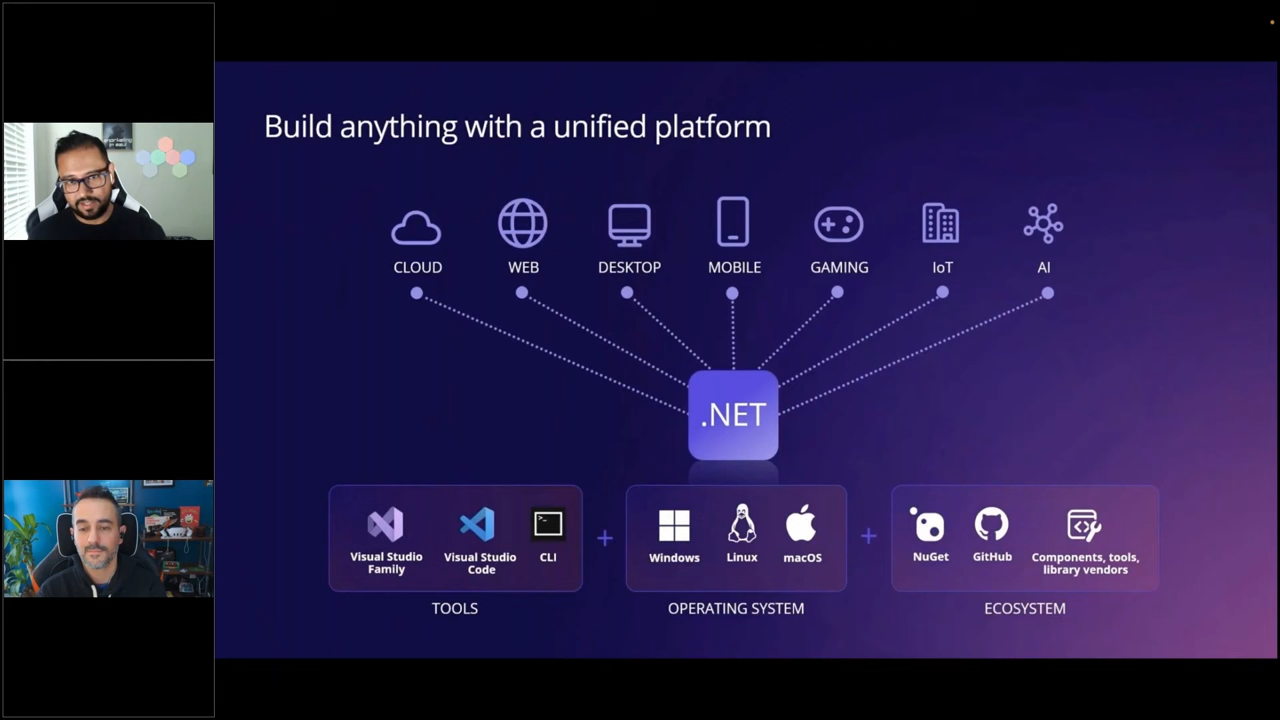 Build anything with a unified platform
CLOUD
WEB
DESKTOP
MOBILE
GAMING
IoT
AI
.NET
Visual Studio
Family
Visual Studio
Code
CLI
Windows
Linux
macOS
NuGet
GitHub
Components, tools,
library vendors
TOOLS
OPERATING SYSTEM
ECOSYSTEM